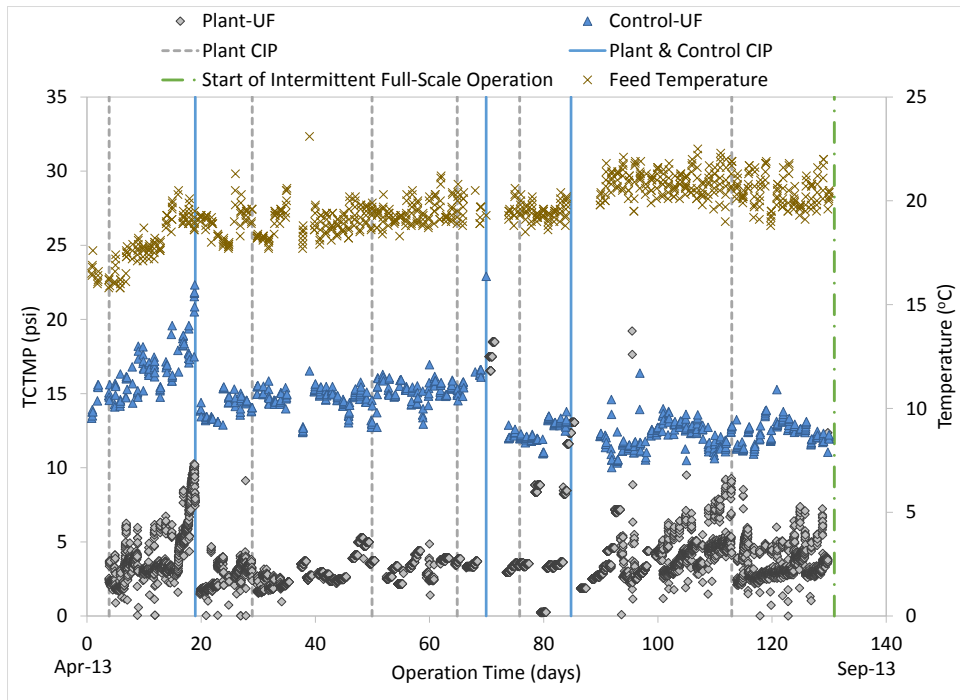 Plant-UF Control-UF
Plant CIP Plant & Control CIP
Start of Intermittent Full-Scale Operation Feed Temperature
35 25
30
20
25
20 15
15
10
10
5
5
0 0
0 20 40 60 80 100 120 140
Apr-13 Operation Time (days) Sep-13
TCTMP (psi)
Temperature (oC)